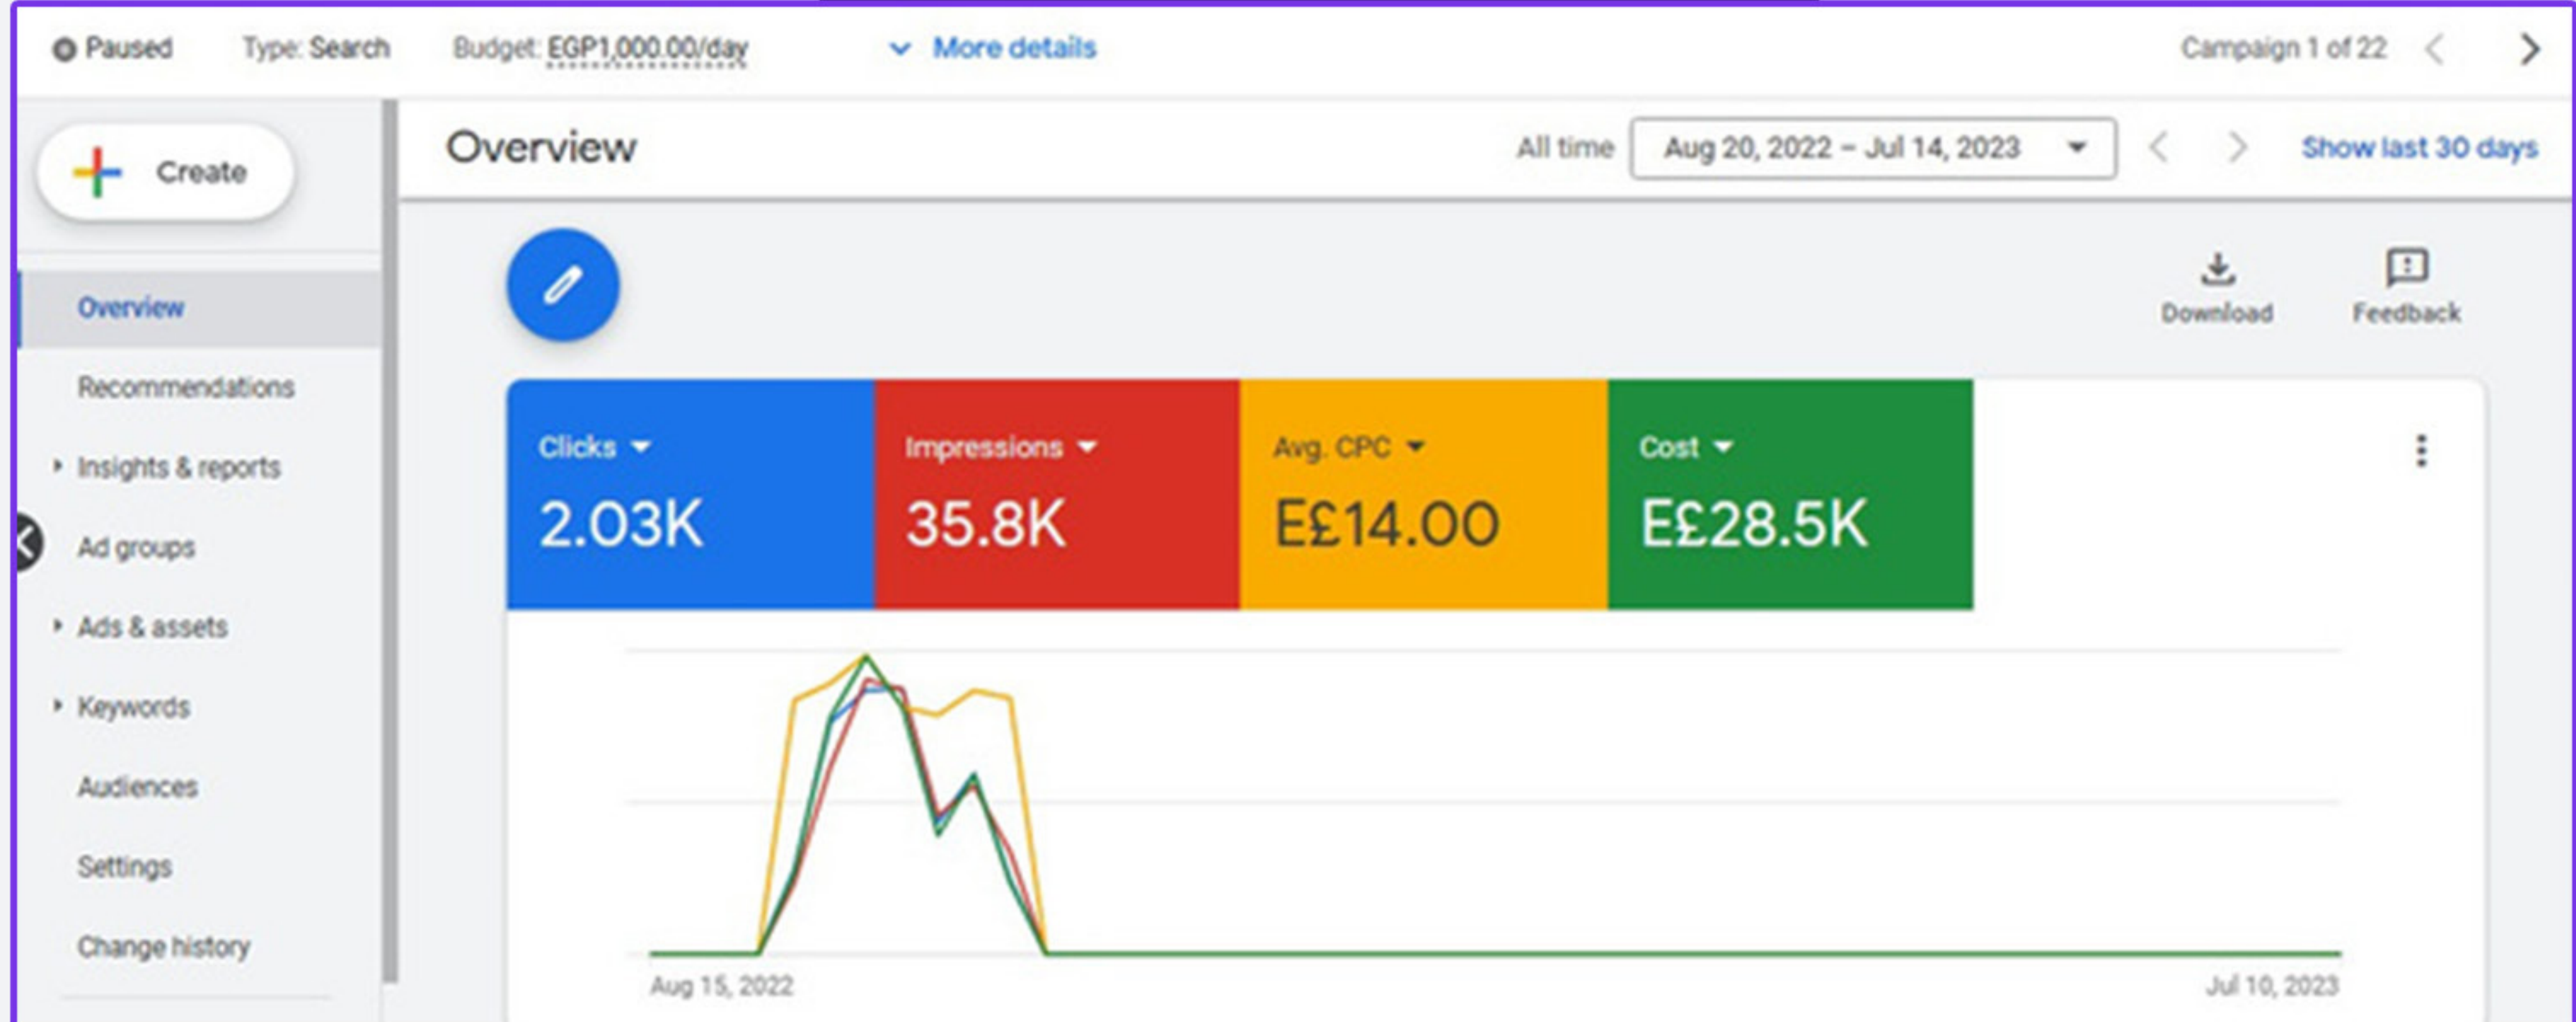 Paused Type: Search Budget: EGP1,000.00/day More details Campaign 1 of 22
Create
Overview All time Aug 20, 2022 – Jul 14, 2023 Show last 30 days
Overview
Recommendations
Insights & reports
Ad groups
Ads & assets
Keywords
Audiences
Settings
Change history
Download Feedback
Clicks Impressions Avg. CPC Cost
2.03K 35.8K E£14.00 E£28.5K
Aug 15, 2022 Jul 10, 2023